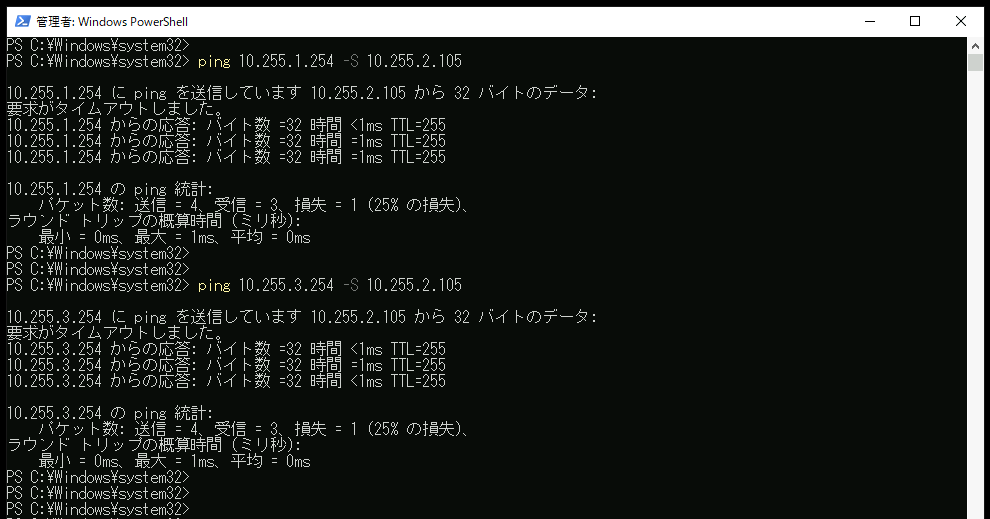 管理者: Windows PowerShell
PS C:¥Windows¥system32>
PS C:¥Windows¥system32> ping 10.255.1.254 -S 10.255.2.105
10.255.1.254 に ping を送信しています 10.255.2.105 から 32 バイトのデータ:
要求がタイムアウトしました。
10.255.1.254 からの応答: バイト数 =32 時間 <1ms TTL=255
10.255.1.254 からの応答: バイト数 =32 時間 =1ms TTL=255
10.255.1.254 からの応答: バイト数 =32 時間 =1ms TTL=255
10.255.1.254 の ping 統計:
パケット数: 送信 = 4、受信 = 3、損失 = 1 (25% の損失)、
ラウンド トリップの概算時間 (ミリ秒):
最小 = 0ms、最大 = 1ms、平均 = 0ms
PS C:¥Windows¥system32>
PS C:¥Windows¥system32>
PS C:¥Windows¥system32> ping 10.255.3.254 -S 10.255.2.105
10.255.3.254 に ping を送信しています 10.255.2.105 から 32 バイトのデータ:
要求がタイムアウトしました。
10.255.3.254 からの応答: バイト数 =32 時間 <1ms TTL=255
10.255.3.254 からの応答: バイト数 =32 時間 =1ms TTL=255
10.255.3.254 からの応答: バイト数 =32 時間 <1ms TTL=255
10.255.3.254 の ping 統計:
パケット数: 送信 = 4、受信 = 3、損失 = 1 (25% の損失)、
ラウンド トリップの概算時間 (ミリ秒):
最小 = 0ms、最大 = 1ms、平均 = 0ms
PS C:¥Windows¥system32>
PS C:¥Windows¥system32>
PS C:¥Windows¥system32>